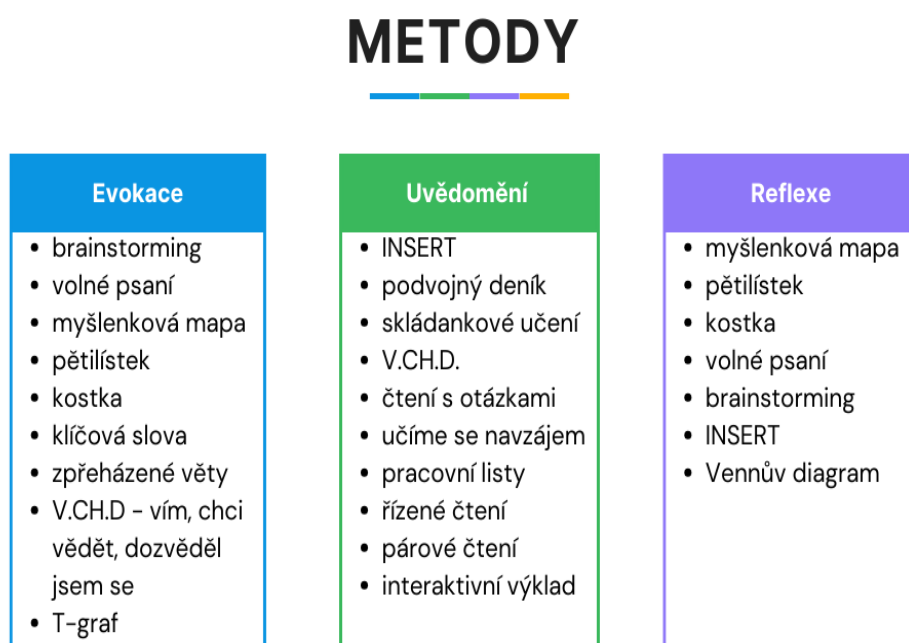 METODY
Evokace
• brainstorming
• volné psaní
• myšlenková mapa
• pětilístek
• kostka
• klíčová slova
• zpřeházené věty
• V.CH.D – vím, chci
vědět, dozvěděl
jsem se
• T-graf
Uvědomění
• INSERT
• podvojný deník
• skládankové učení
• V.CH.D.
• čtení s otázkami
• učíme se navzájem
• pracovní listy
• řízené čtení
• párové čtení
• interaktivní výklad
Reflexe
• myšlenková mapa
• pětilístek
• kostka
• volné psaní
• brainstorming
• INSERT
• Vennův diagram